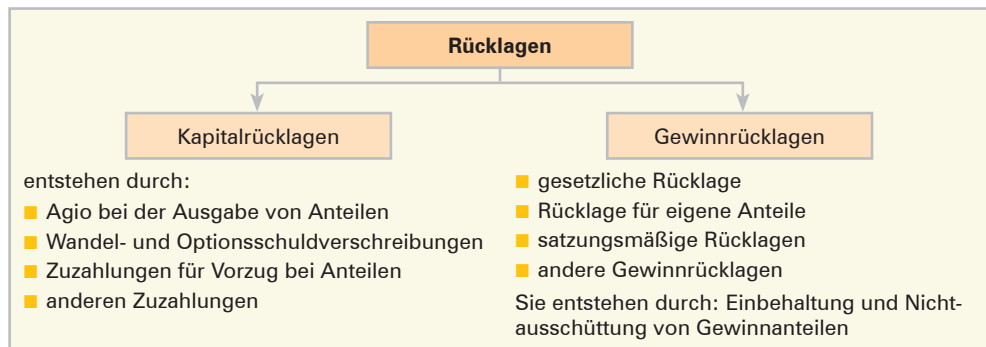 Rücklagen
Kapitalrücklagen
entstehen durch:
Agio bei der Ausgabe von Anteilen
Wandel- und Optionsschuldverschreibungen
Zuzahlungen für Vorzug bei Anteilen
anderen Zuzahlungen
Gewinnrücklagen
gesetzliche Rücklage
Rücklage für eigene Anteile
satzungsmäßige Rücklagen
andere Gewinnrücklagen
Sie entstehen durch: Einbehaltung und Nicht-
ausschüttung von Gewinnanteilen